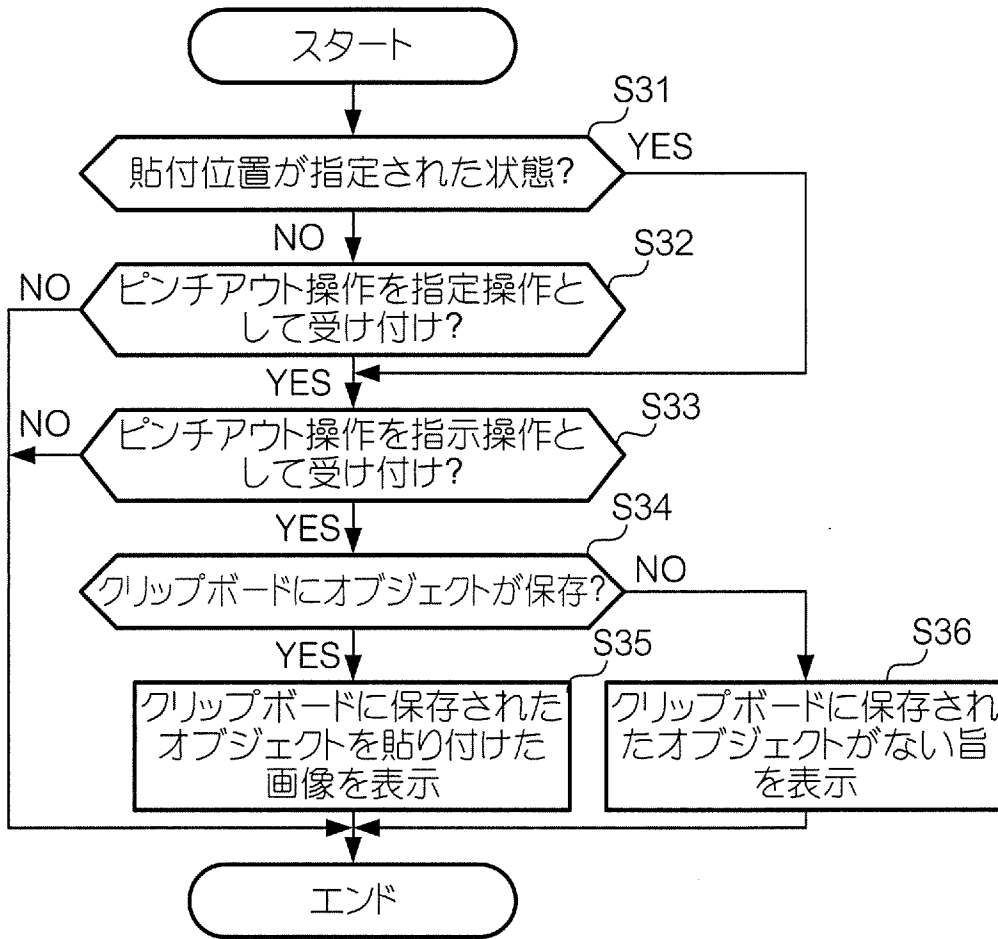 スタート
S31
貼付位置が指定された状態?
YES
NO
S32
NO
ピンチアウト操作を指定操作と
して受け付け?
YES
S33
NO
ピンチアウト操作を指示操作と
して受け付け?
YES
S34
クリップボードにオブジェクトが保存?
NO
YES
S35
S36
クリップボードに保存された
オブジェクトを貼り付けた
画像を表示
クリップボードに保存され
たオブジェクトがない旨
を表示
エンド